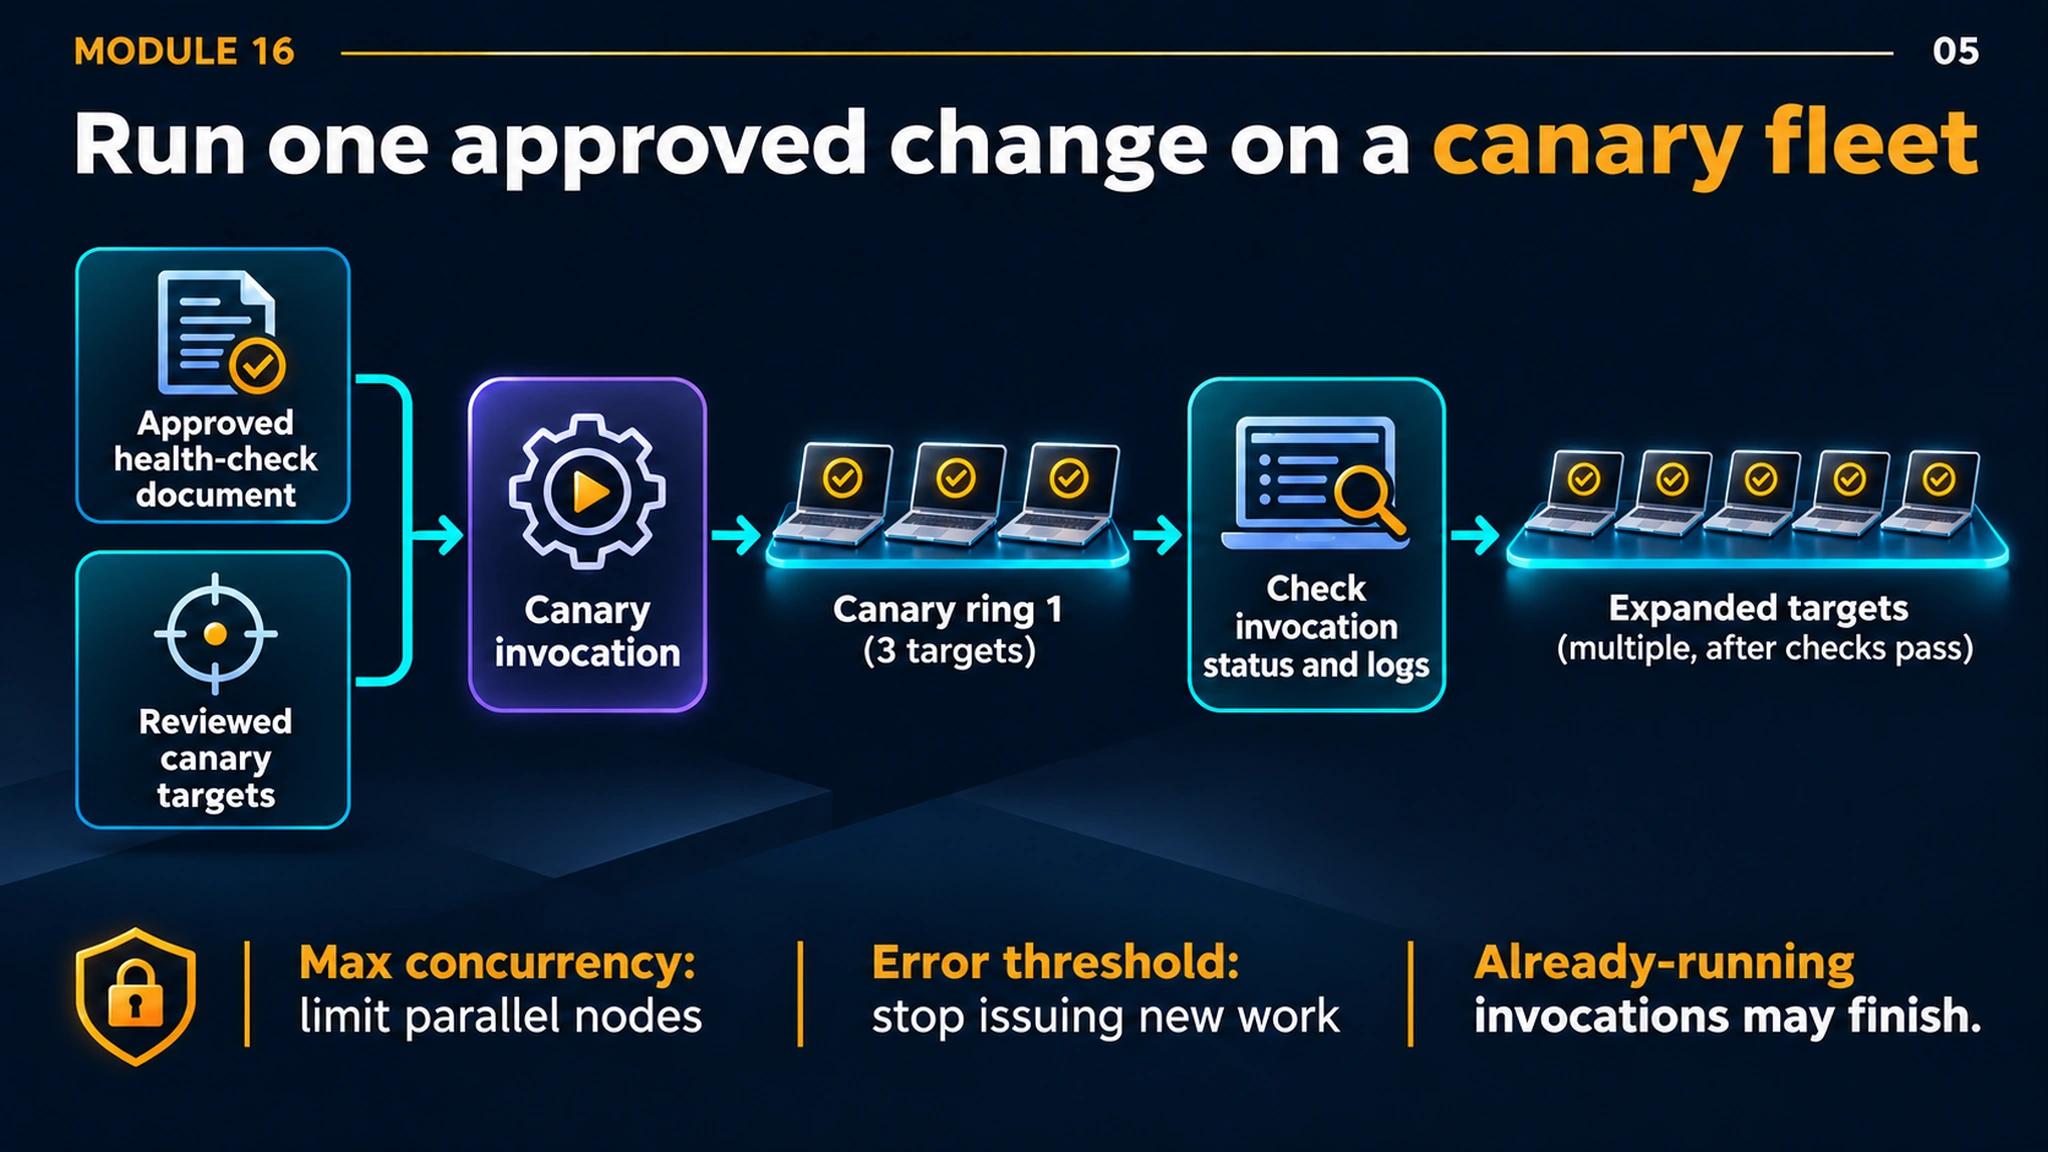 MODULE 16
05
Run one approved change on a canary fleet
Approved
health-check
document
Reviewed
canary
targets
Canary
invocation
Canary ring 1
(3 targets)
Check
invocation
status and logs
Expanded targets
(multiple, after checks pass)
Max concurrency:
limit parallel nodes
Error threshold:
stop issuing new work
Already-running
invocations may finish.